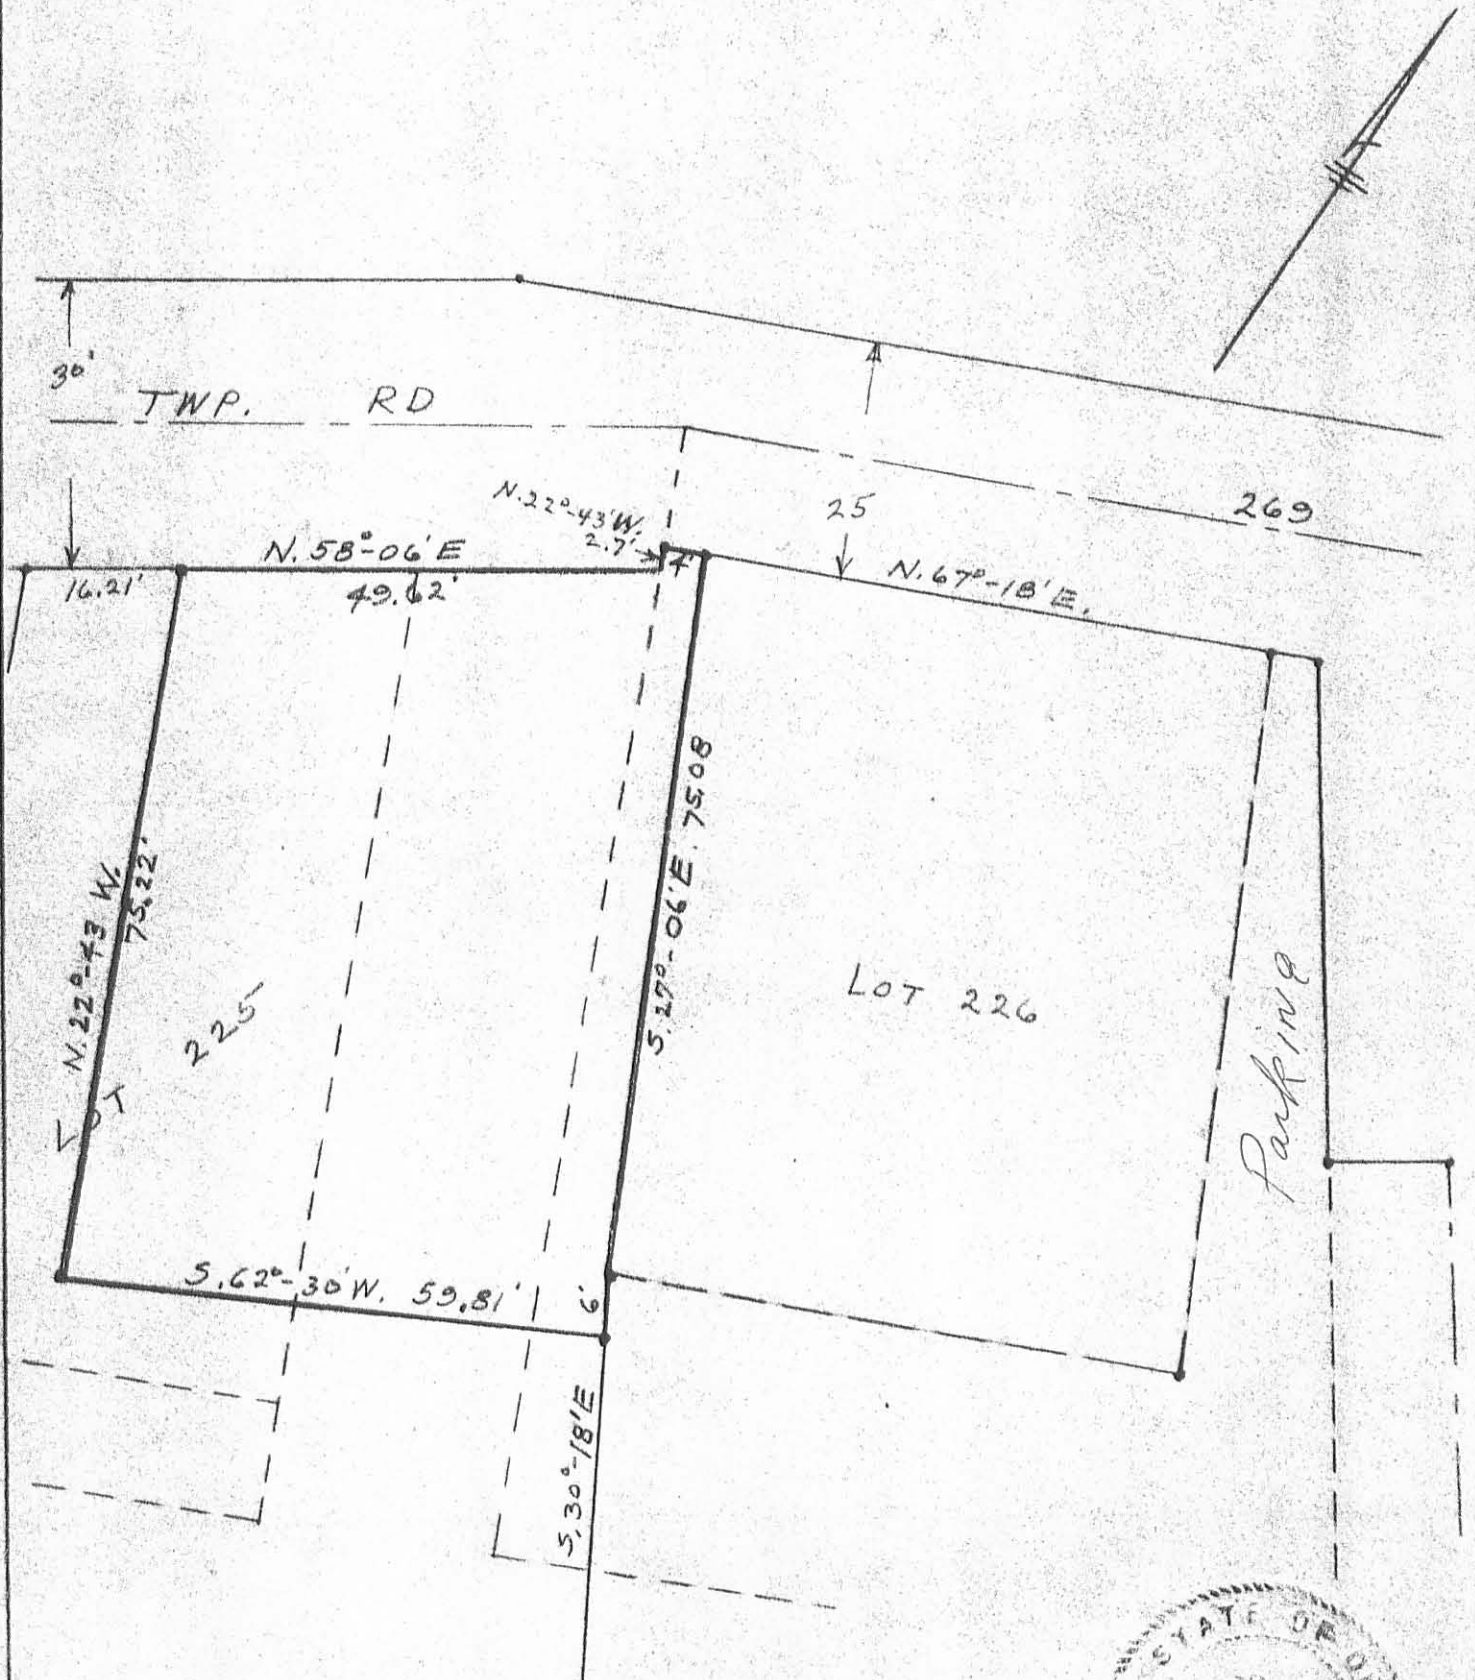 30'
TWP. RD
N.22°-43'W.
2.7'
4'
25
269
N. 58°-06' E
16.21'
49.62'
N.67°-18'E.
N.22°-43 W.
75.22'
S.27°-06'E. 75.08
LOT 225
LOT 226
Parking
S.62°-30'W. 59.81'
6'
S.30°-18'E
STATE OF